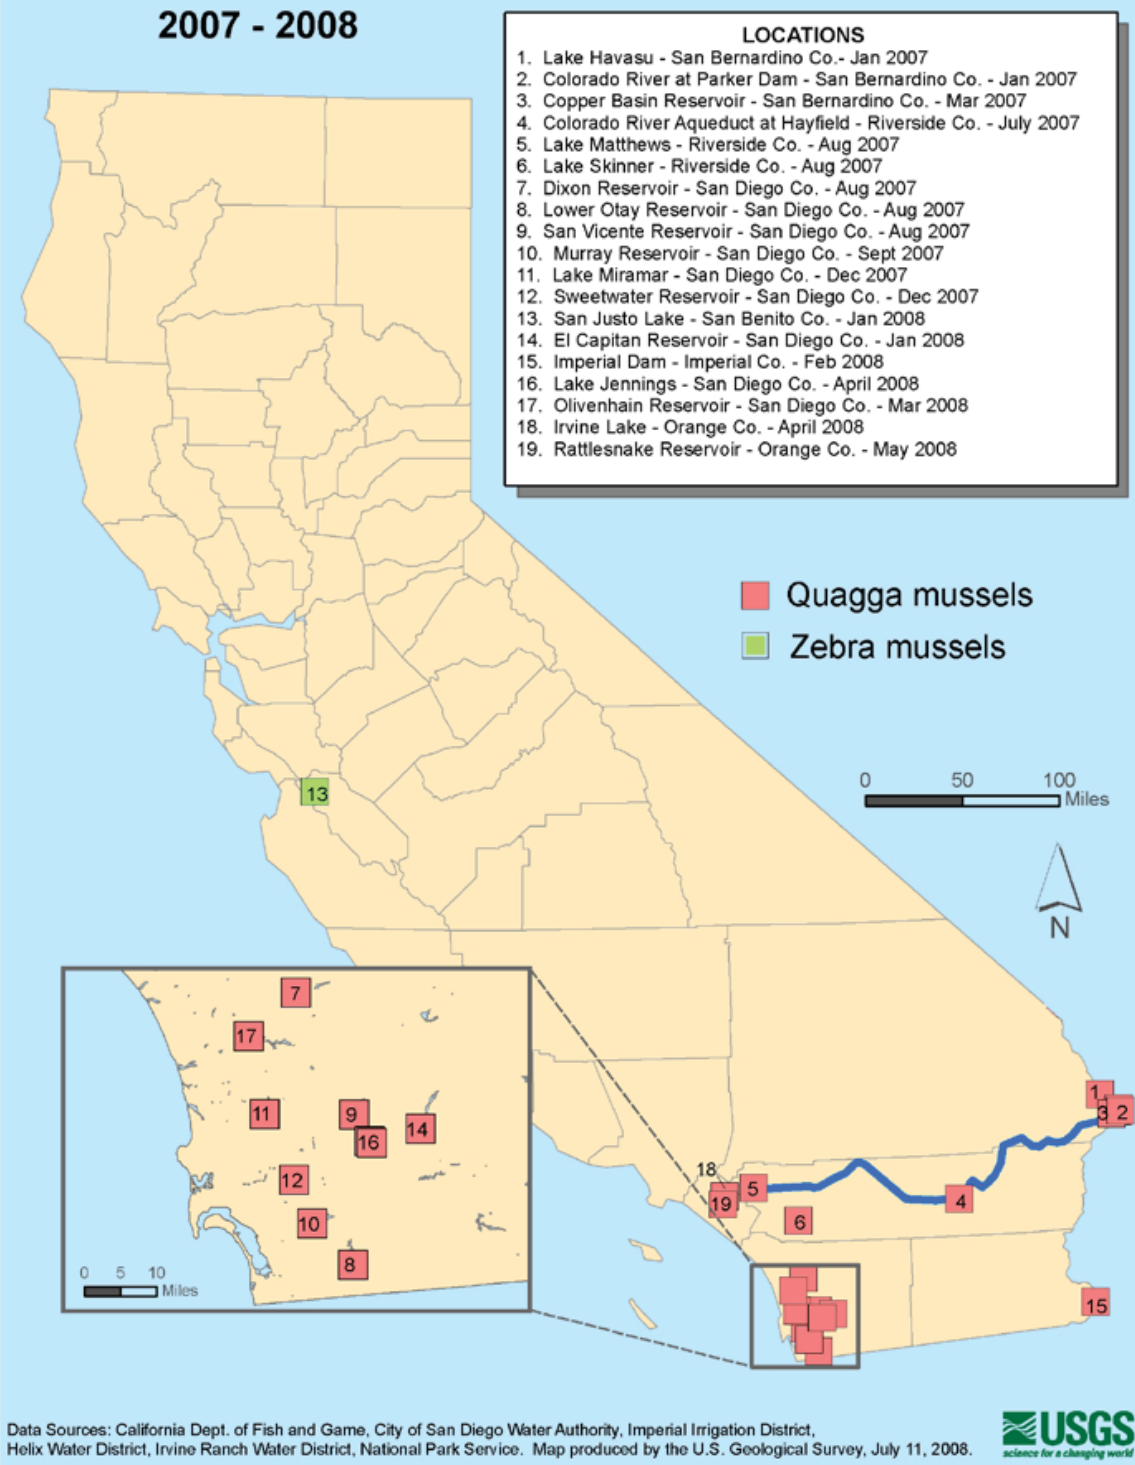 2007 - 2008
LOCATIONS
1. Lake Havasu - San Bernardino Co.- Jan 2007
2. Colorado River at Parker Dam - San Bernardino Co. - Jan 2007
3. Copper Basin Reservoir - San Bernardino Co. - Mar 2007
4. Colorado River Aqueduct at Hayfield - Riverside Co. - July 2007
5. Lake Matthews - Riverside Co. - Aug 2007
6. Lake Skinner - Riverside Co. - Aug 2007
7. Dixon Reservoir - San Diego Co. - Aug 2007
8. Lower Otay Reservoir - San Diego Co. - Aug 2007
9. San Vicente Reservoir - San Diego Co. - Aug 2007
10. Murray Reservoir - San Diego Co. - Sept 2007
11. Lake Miramar - San Diego Co. - Dec 2007
12. Sweetwater Reservoir - San Diego Co. - Dec 2007
13. San Justo Lake - San Benito Co. - Jan 2008
14. El Capitan Reservoir - San Diego Co. - Jan 2008
15. Imperial Dam - Imperial Co. - Feb 2008
16. Lake Jennings - San Diego Co. - April 2008
17. Olivenhain Reservoir - San Diego Co. - Mar 2008
18. Irvine Lake - Orange Co. - April 2008
19. Rattlesnake Reservoir - Orange Co. - May 2008
Quagga mussels
Zebra mussels
0 50 100
Miles
N
13
7
17
11
9
16
14
12
10
8
0 5 10
Miles
1
3 2
18
5
19
4
6
15
Data Sources: California Dept. of Fish and Game, City of San Diego Water Authority, Imperial Irrigation District,
Helix Water District, Irvine Ranch Water District, National Park Service. Map produced by the U.S. Geological Survey, July 11, 2008.
USGS
science for a changing world